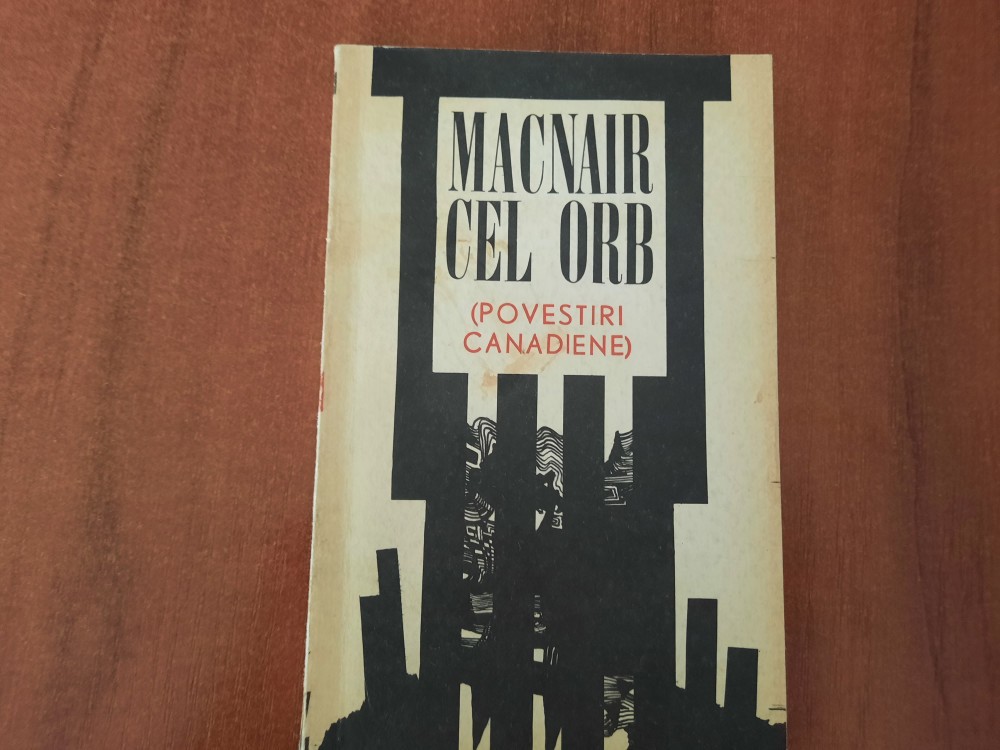 MACNAIR
CEL ORB
(POVESTIRI
CANADIENE)